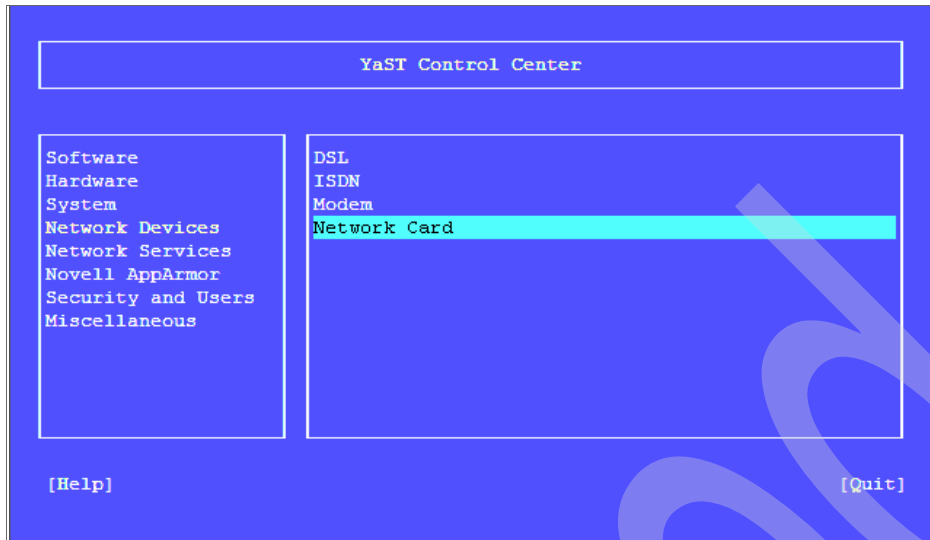 YaST Control Center
Software
Hardware
System
Network Devices
Network Services
Novell AppArmor
Security and Users
Miscellaneous
DSL
ISDN
Modem
Network Card
[Help]
[Quit]